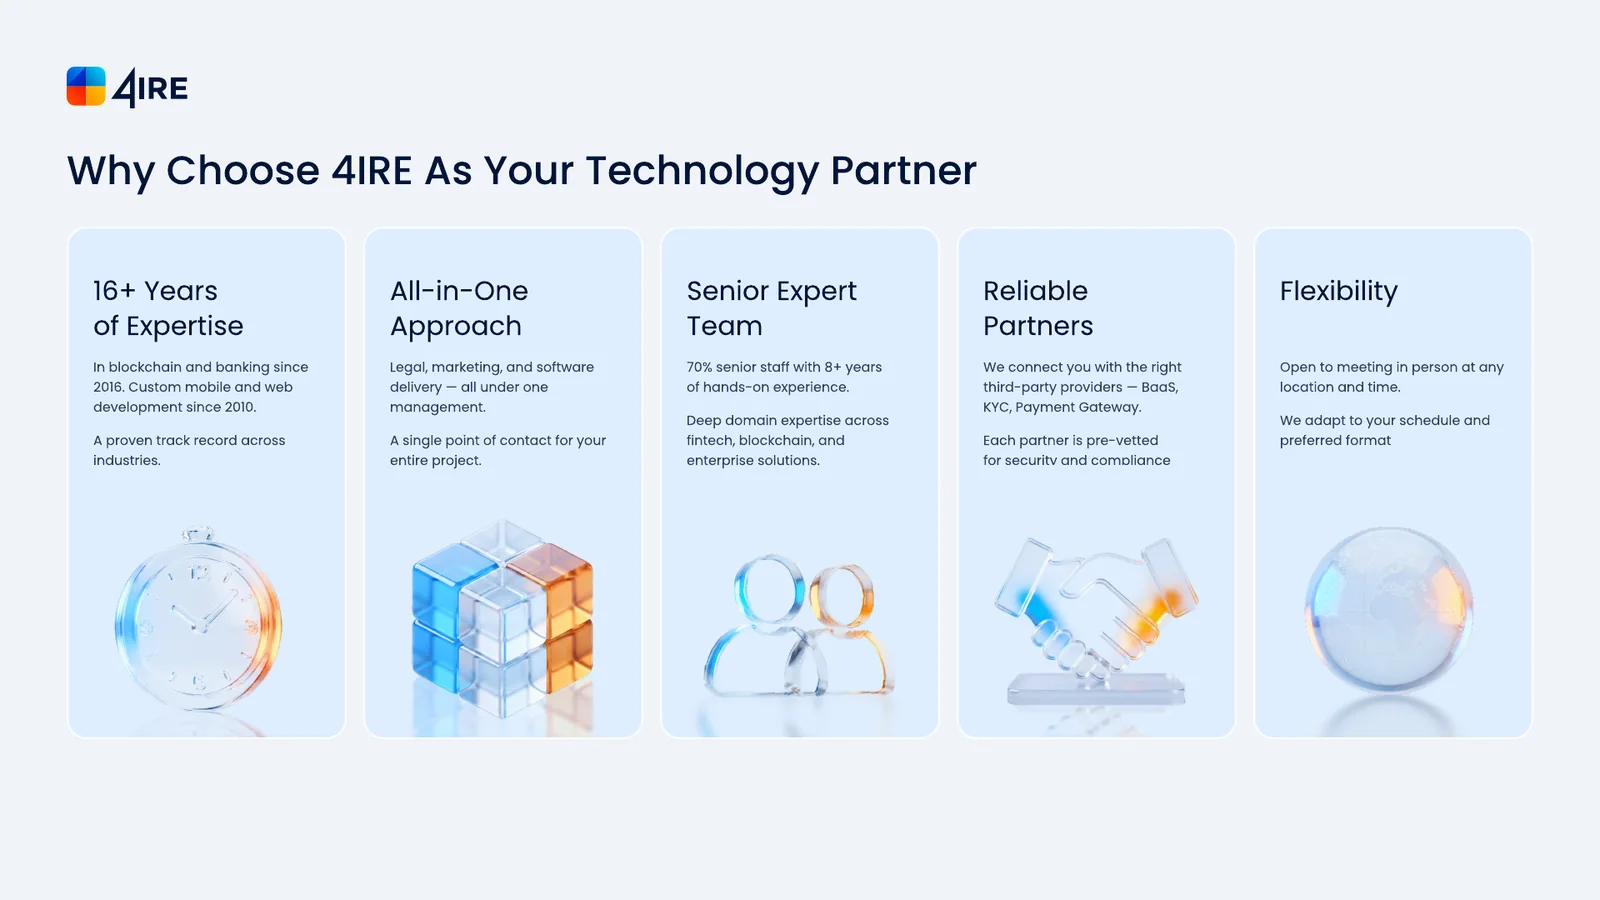 4IRE
Why Choose 4IRE As Your Technology Partner
16+ Years
of Expertise
In blockchain and banking since
2016. Custom mobile and web
development since 2010.
A proven track record across
industries.
All-in-One
Approach
Legal, marketing, and software
delivery — all under one
management.
A single point of contact for your
entire project.
Senior Expert
Team
70% senior staff with 8+ years
of hands-on experience.
Deep domain expertise across
fintech, blockchain, and
enterprise solutions.
Reliable
Partners
We connect you with the right
third-party providers — BaaS,
KYC, Payment Gateway.
Each partner is pre-vetted
for security and compliance
Flexibility
Open to meeting in person at any
location and time.
We adapt to your schedule and
preferred format